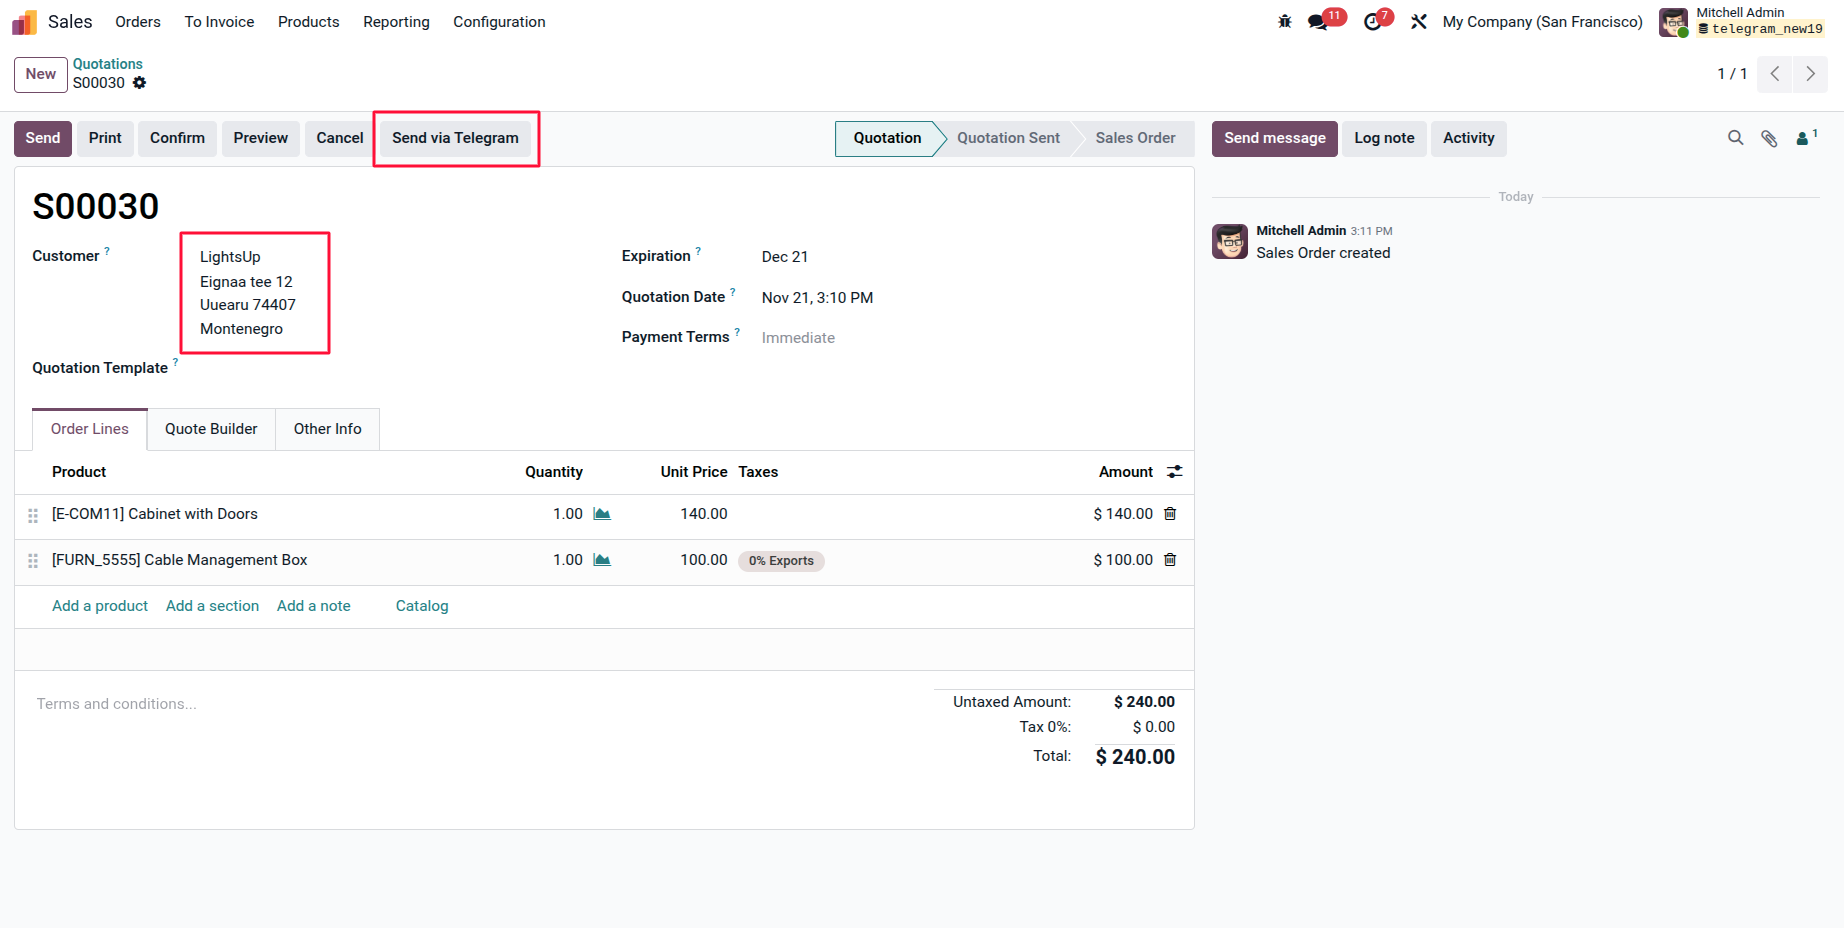 Sales Orders To Invoice Products Reporting Configuration 11 7 My Company (San Francisco) Mitchell Admin
telegram_new19
New Quotations
S00030
1 / 1
Send Print Confirm Preview Cancel Send via Telegram Quotation Quotation Sent Sales Order Send message Log note Activity 1
Today
S00030
Mitchell Admin 3:11 PM
Sales Order created
Customer ? LightsUp
Eignaa tee 12
Uuearu 74407
Montenegro
Expiration ? Dec 21
Quotation Date ? Nov 21, 3:10 PM
Payment Terms ? Immediate
Quotation Template ?
Order Lines Quote Builder Other Info
Product Quantity Unit Price Taxes Amount
[E-COM11] Cabinet with Doors 1.00 140.00 $ 140.00
[FURN_5555] Cable Management Box 1.00 100.00 0% Exports $ 100.00
Add a product Add a section Add a note Catalog
Terms and conditions...
Untaxed Amount: $ 240.00
Tax 0%: $ 0.00
Total: $ 240.00